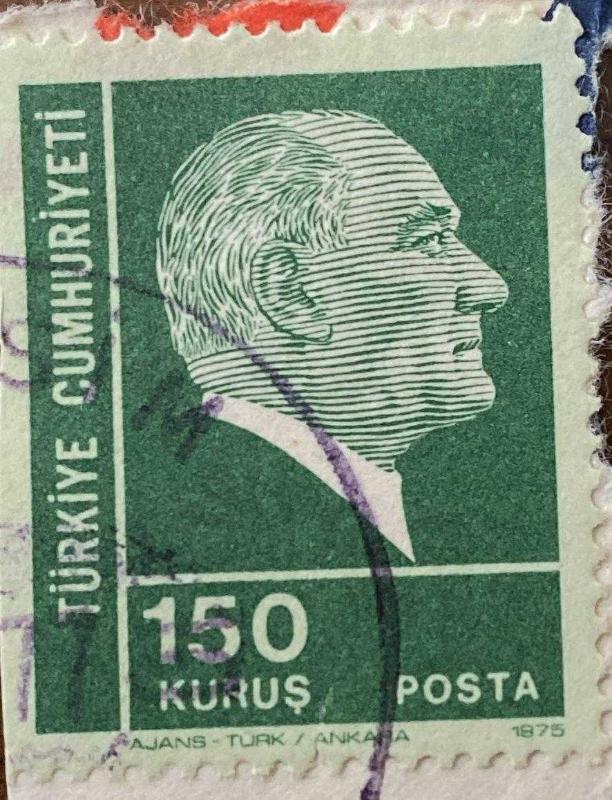 TÜRKİYE CUMHURİYETİ
150
KURUŞ POSTA
AJANS - TÜRK / ANKARA 1975